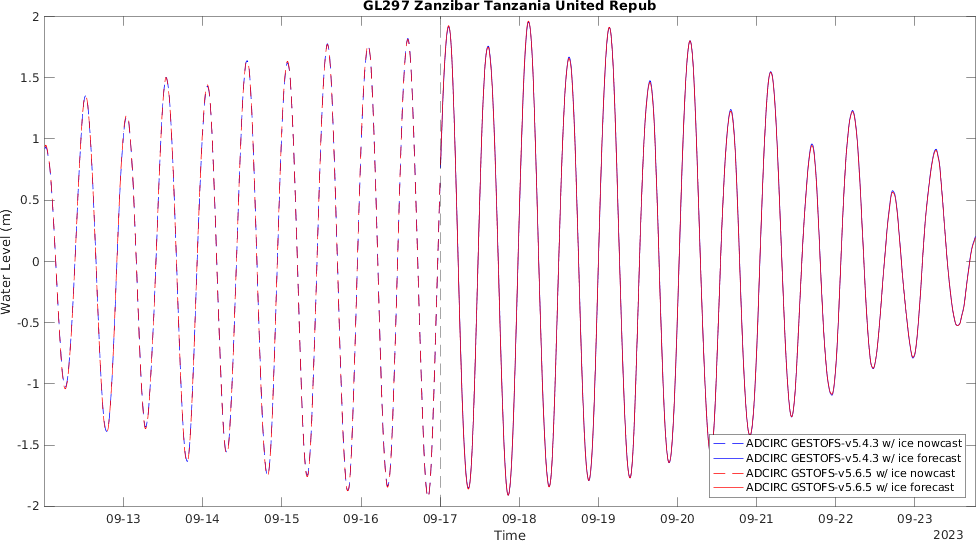 GL297 Zanzibar Tanzania United Repub
2
1.5
1
0.5
0
-0.5
-1
-1.5
-2
Water Level (m)
ADCIRC GESTOFS-v5.4.3 w/ ice nowcast
ADCIRC GESTOFS-v5.4.3 w/ ice forecast
ADCIRC GSTOFS-v5.6.5 w/ ice nowcast
ADCIRC GSTOFS-v5.6.5 w/ ice forecast
09-13 09-14 09-15 09-16 09-17 09-18 09-19 09-20 09-21 09-22 09-23
Time
2023